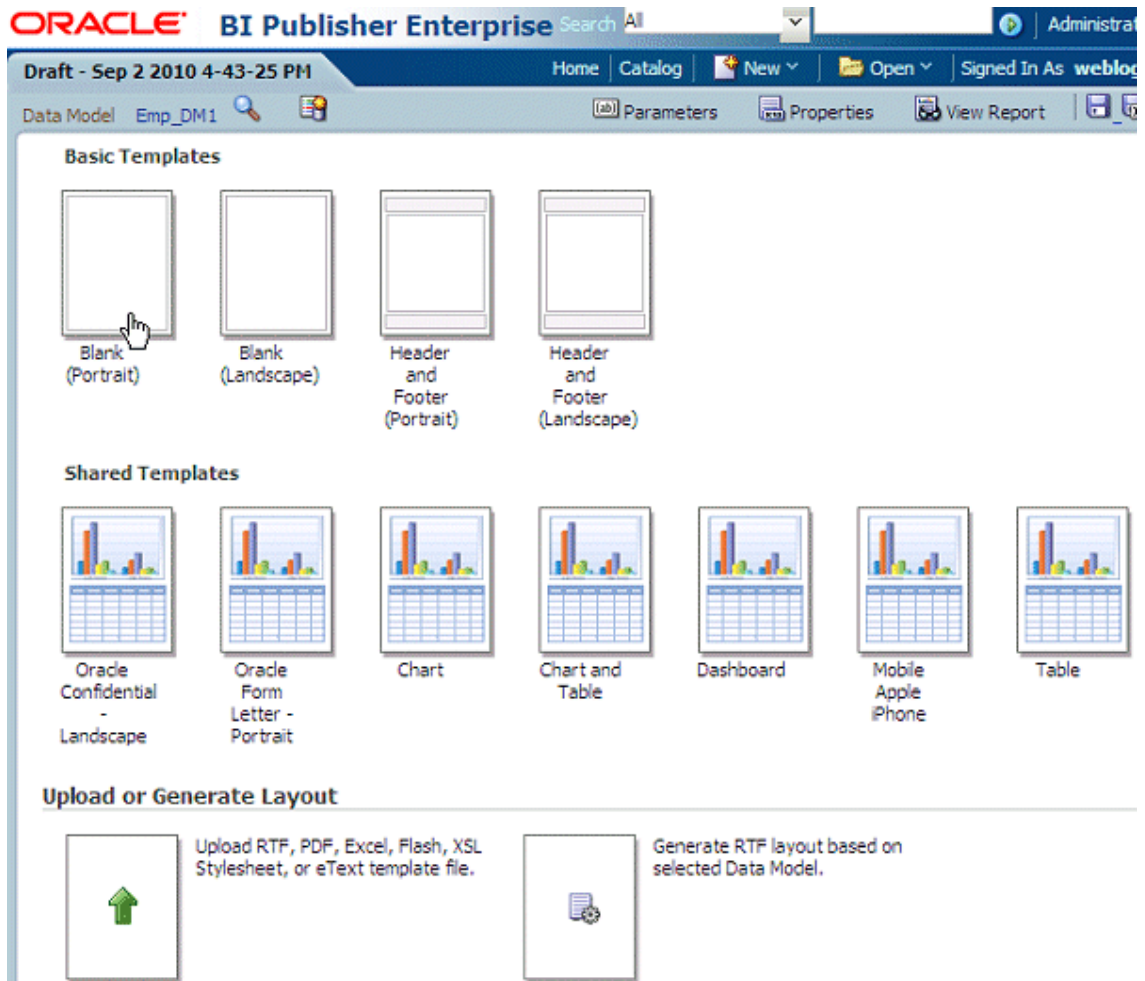 ORACLE BI Publisher Enterprise Search All Administrat
Draft - Sep 2 2010 4-43-25 PM Home Catalog New Open Signed In As weblog
Data Model Emp_DM1 Parameters Properties View Report
Basic Templates
Blank
(Portrait)
Blank
(Landscape)
Header
and
Footer
(Portrait)
Header
and
Footer
(Landscape)
Shared Templates
Oracle
Confidential
-
Landscape
Oracle
Form
Letter -
Portrait
Chart
Chart and
Table
Dashboard
Mobile
Apple
iPhone
Table
Upload or Generate Layout
Upload RTF, PDF, Excel, Flash, XSL
Stylesheet, or eText template file.
Generate RTF layout based on
selected Data Model.